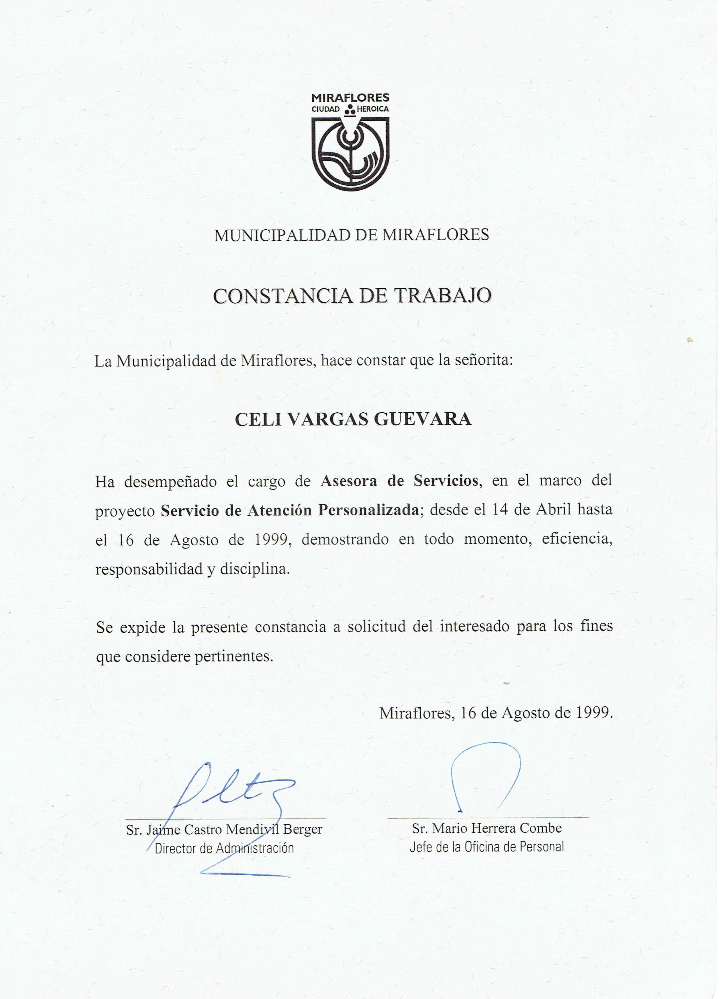 MIRAFLORES
CIUDAD HEROICA
MUNICIPALIDAD DE MIRAFLORES
CONSTANCIA DE TRABAJO
La Municipalidad de Miraflores, hace constar que la señorita:
CELI VARGAS GUEVARA
Ha desempeñado el cargo de Asesora de Servicios, en el marco del
proyecto Servicio de Atención Personalizada; desde el 14 de Abril hasta
el 16 de Agosto de 1999, demostrando en todo momento, eficiencia,
responsabilidad y disciplina.
Se expide la presente constancia a solicitud del interesado para los fines
que considere pertinentes.
Miraflores, 16 de Agosto de 1999.
Sr. Jaime Castro Mendivil Berger
Director de Administración
Sr. Mario Herrera Combe
Jefe de la Oficina de Personal